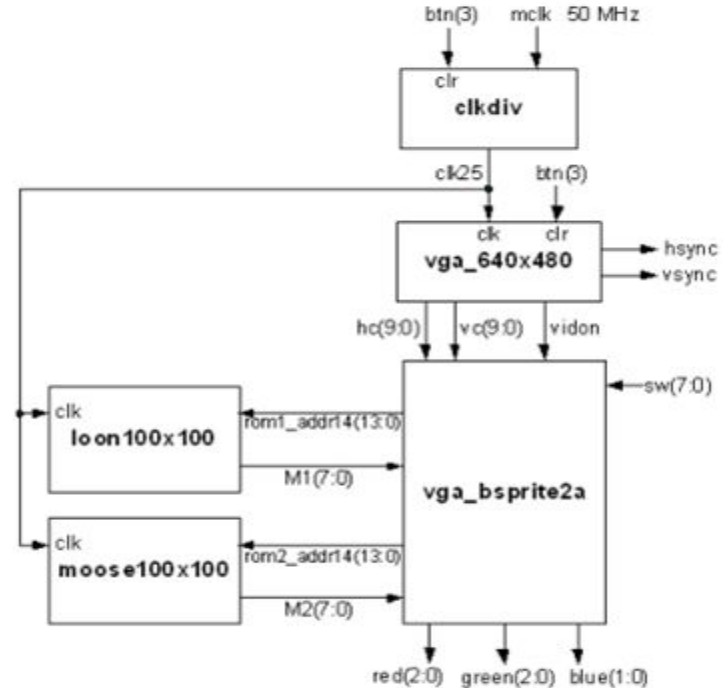 btn(3) mclk 50 MHz
clr
clkdiv
clk25 btn(3)
clk clr
vga_640x480
hsync
vsync
hc(9:0) vc(9:0) vidon
sw(7:0)
clk
loon100x100
rom1_addr14(13:0)
M1(7:0)
vga_bsprite2a
clk
moose100x100
rom2_addr14(13:0)
M2(7:0)
red(2:0) green(2:0) blue(1:0)